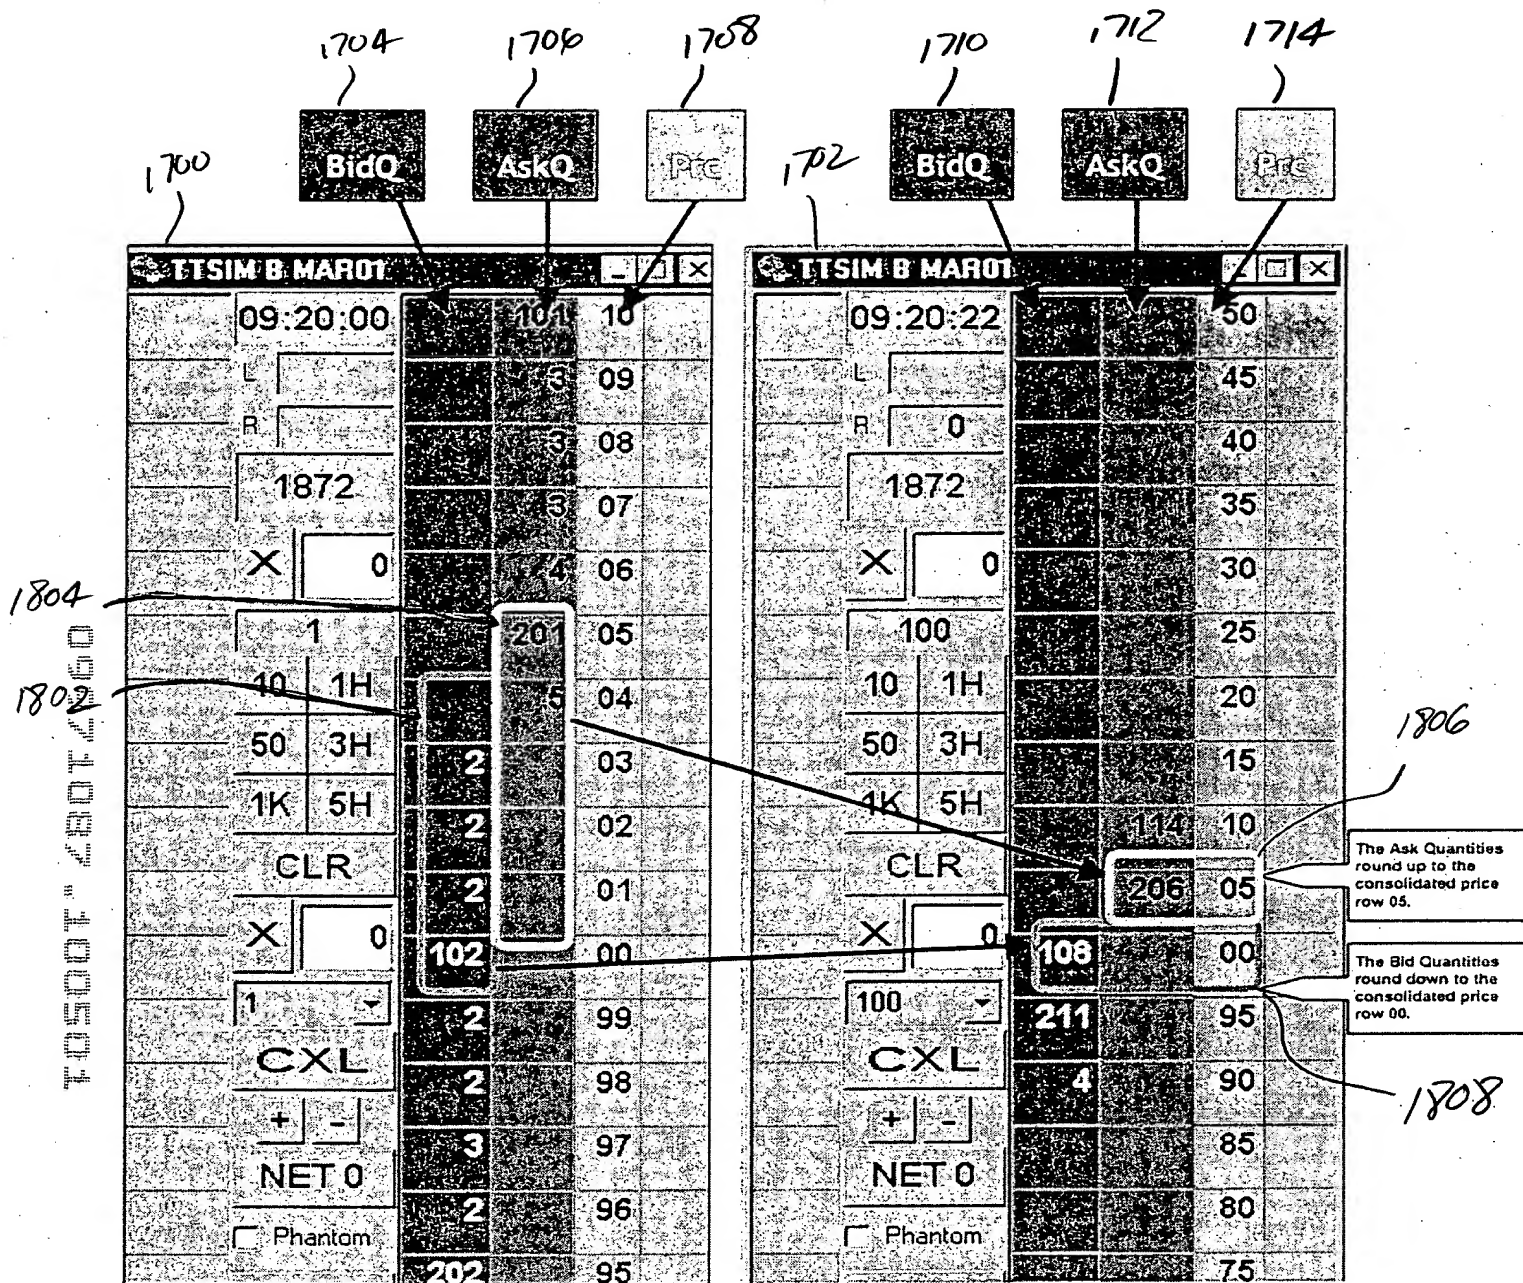 1704 1706 1708 1710 1712 1714
BidQ AskQ Prc BidQ AskQ Prc
1700 1702
TTSIM B MAR01 TTSIM B MAR01
09:20:00 101 10 09:20:22 50
L 3 09 L 45
R 3 08 R 0 40
1872 3 07 1872 35
X 0 4 06 X 0 30
1804
1 201 05 100 25
1802
10 1H 5 04 10 1H 20
1806
50 3H 2 03 50 3H 15
1K 5H 2 02 1K 5H 114 10
CLR 2 01 CLR 206 05
The Ask Quantities
round up to the
consolidated price
row 05.
X 0 102 00 X 0 108 00
The Bid Quantities
round down to the
consolidated price
row 00.
1 2 99 100 211 95
CXL 2 98 CXL 4 90
1808
+ - 3 97 + - 85
NET 0 2 96 NET 0 80
Phantom 202 95 Phantom 75